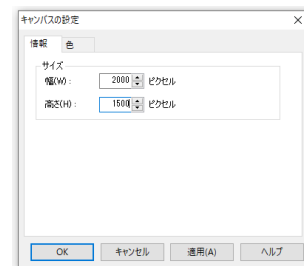 キャンバスの設定
情報 色
サイズ
幅(W) : 2000 ピクセル
高さ(H) : 1500 ピクセル
OK キャンセル 適用(A) ヘルプ